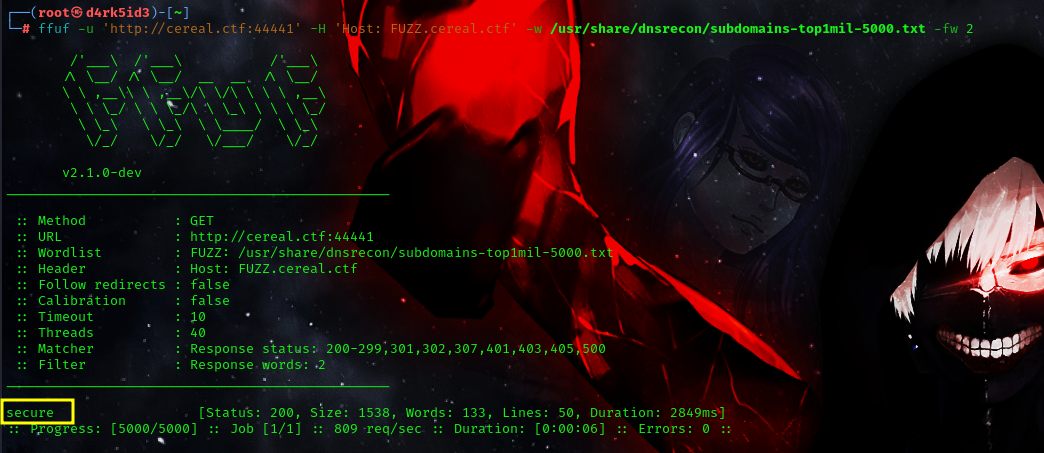 ┌──(root㉿d4rk5id3)-[~]
└─# ffuf -u 'http://cereal.ctf:44441' -H 'Host: FUZZ.cereal.ctf' -w /usr/share/dnsrecon/subdomains-top1mil-5000.txt -fw 2
v2.1.0-dev
:: Method : GET
:: URL : http://cereal.ctf:44441
:: Wordlist : FUZZ: /usr/share/dnsrecon/subdomains-top1mil-5000.txt
:: Header : Host: FUZZ.cereal.ctf
:: Follow redirects : false
:: Calibration : false
:: Timeout : 10
:: Threads : 40
:: Matcher : Response status: 200-299,301,302,307,401,403,405,500
:: Filter : Response words: 2
secure [Status: 200, Size: 1538, Words: 133, Lines: 50, Duration: 2849ms]
:: Progress: [5000/5000] :: Job [1/1] :: 809 req/sec :: Duration: [0:00:06] :: Errors: 0 ::